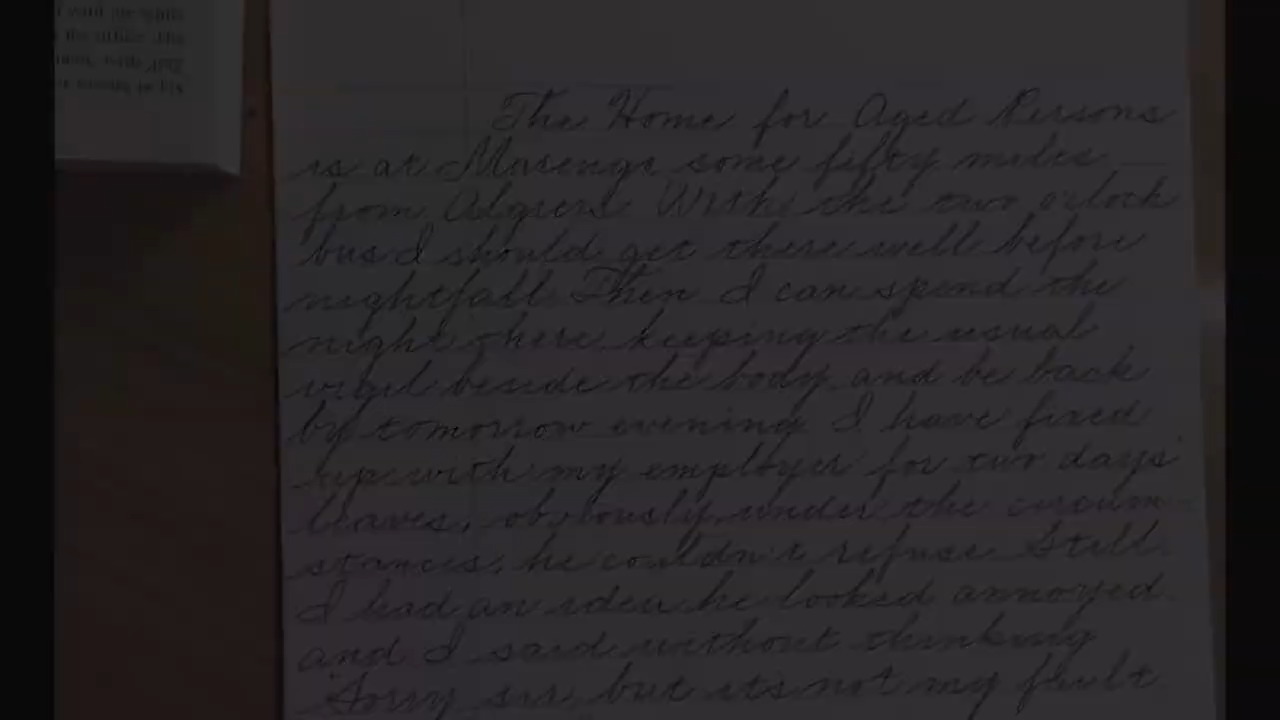 The Home for Aged Persons
is at Marengo some fifty miles
from Algiers. With the two o'clock
bus I should get there well before
nightfall. Then I can spend the
night there keeping the usual
vigil beside the body, and be back
by tomorrow evening. I have fixed
up with my employer for two days'
leaves, obviously, under the circum-
stances, he couldn't refuse. Still,
I had an idea he looked annoyed
and I said without thinking
"Sorry sir, but it's not my fault